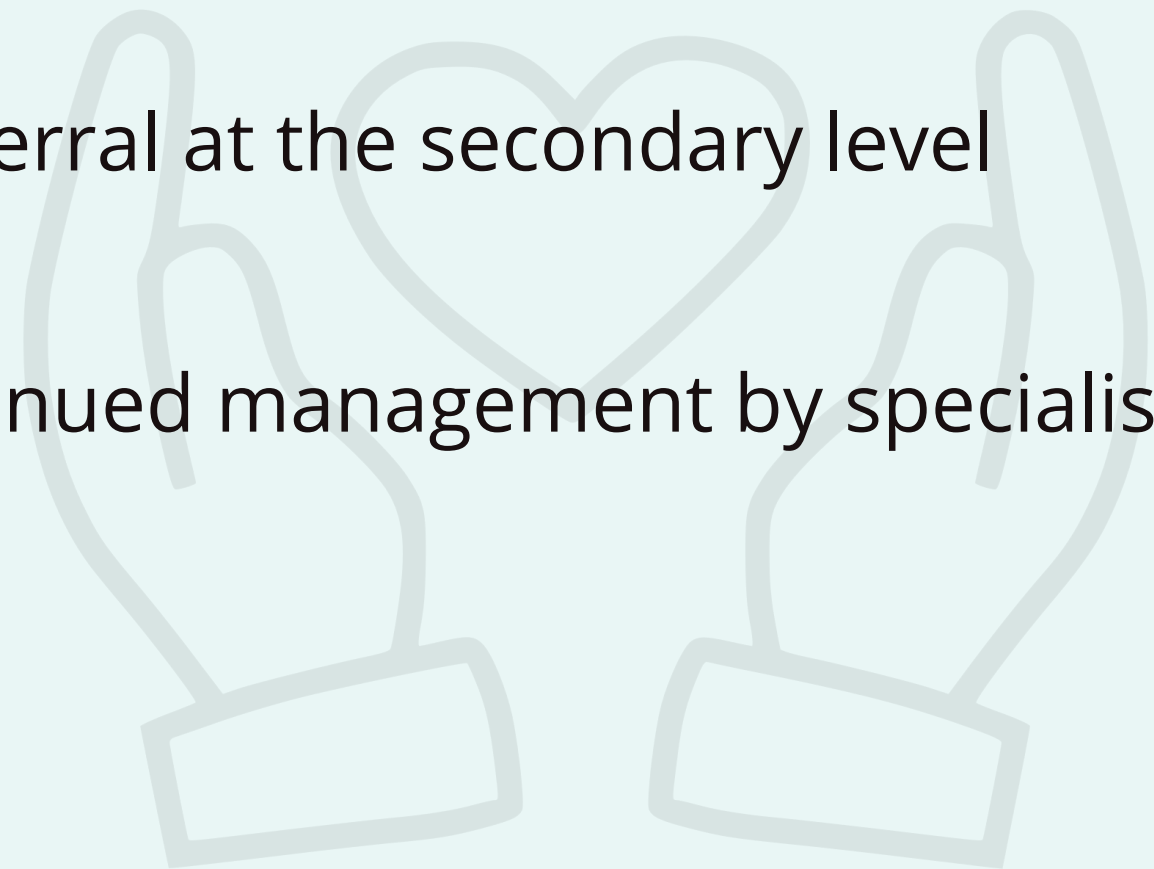 erral at the secondary level
nued management by specialis